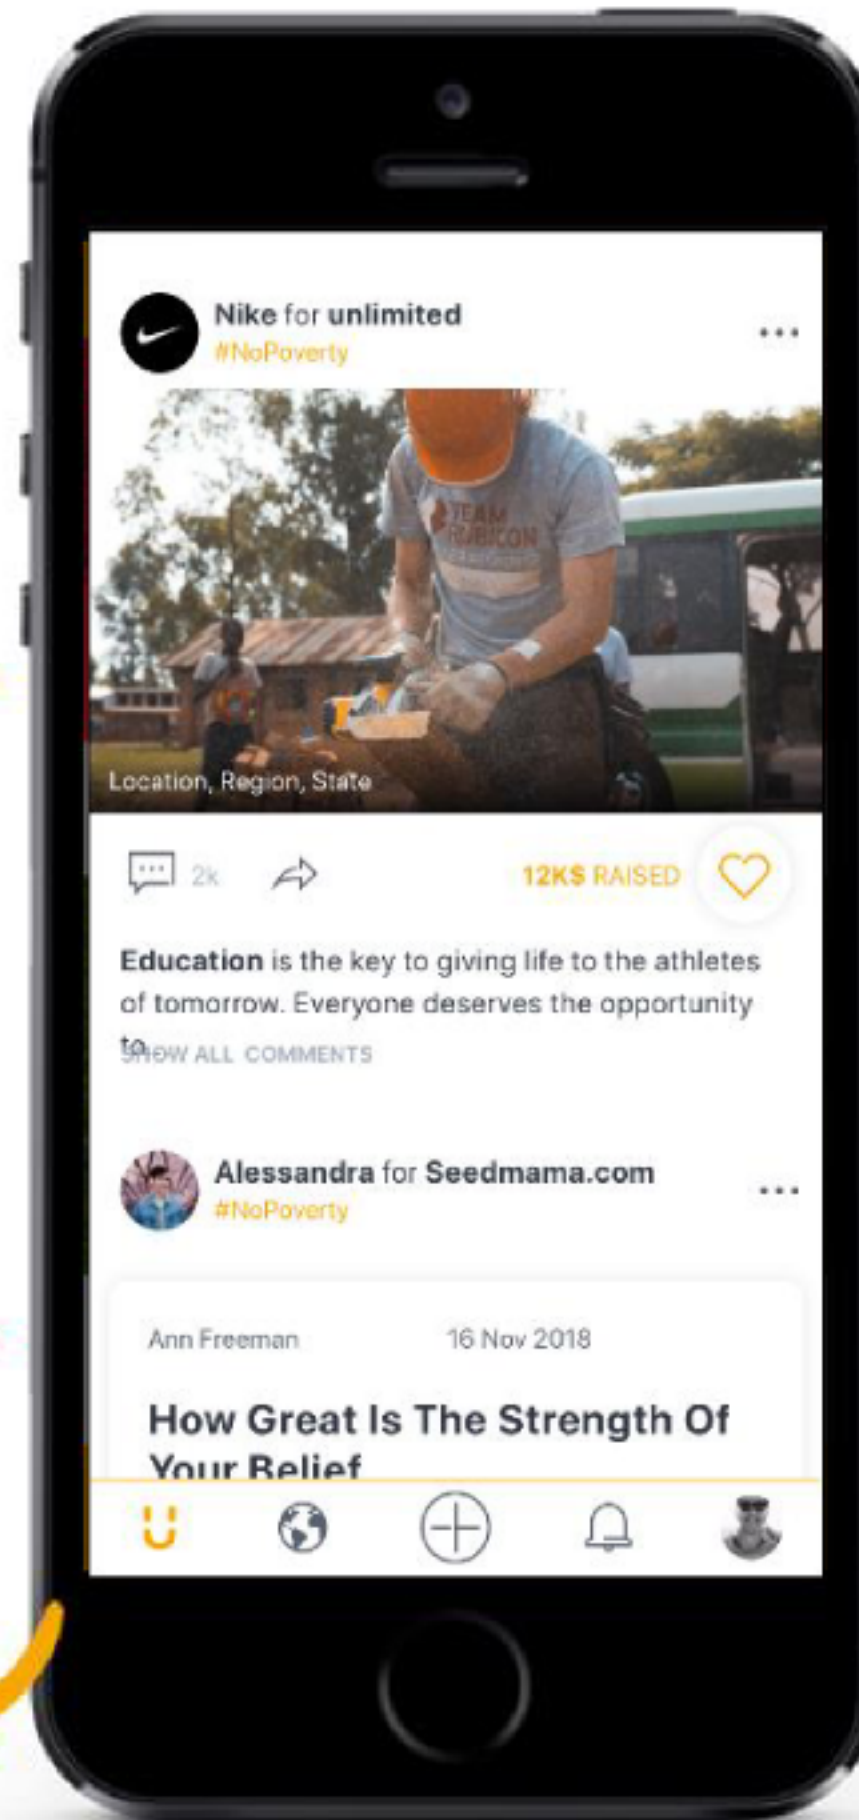 Nike for unlimited
#NoPoverty
TEAM
RUBICON
Location, Region, State
2k
12K$ RAISED
Education is the key to giving life to the athletes
of tomorrow. Everyone deserves the opportunity
to...
SHOW ALL COMMENTS
Alessandra for Seedmama.com
#NoPoverty
Ann Freeman 16 Nov 2018
How Great Is The Strength Of
Your Belief